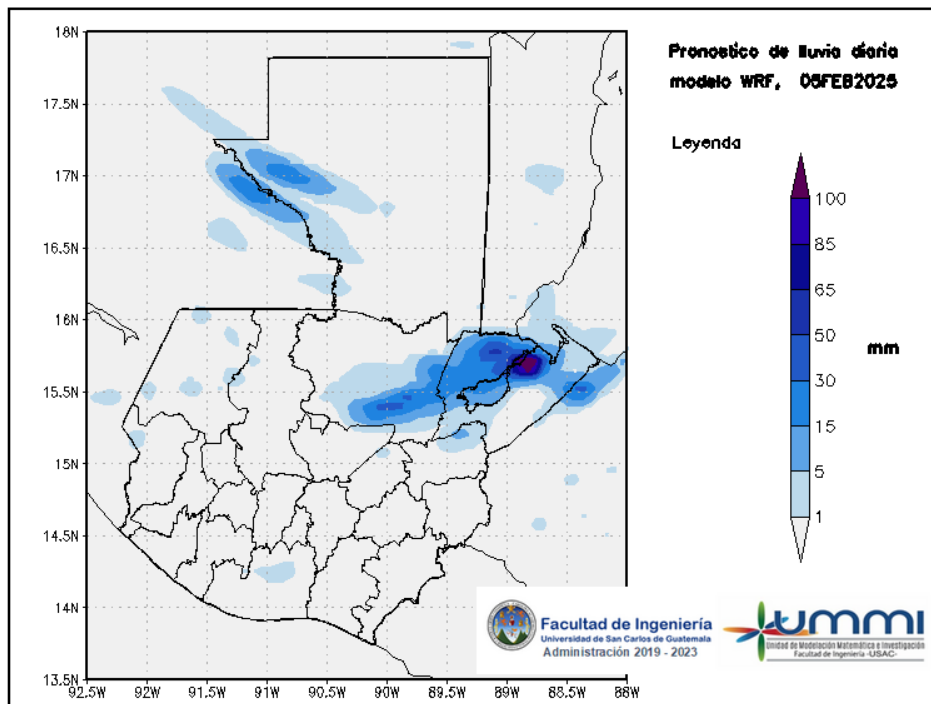 18N
17.5N
17N
16.5N
16N
15.5N
15N
14.5N
14N
13.5N
92.5W 92W 91.5W 91W 90.5W 90W 89.5W 89W 88.5W 88W
Pronostico de lluvia diaria
modelo WRF, 05FEB2025
Leyenda
100
85
65
50
30
15
5
1
mm
Facultad de Ingeniería
Universidad de San Carlos de Guatemala
Administración 2019 - 2023
UMMI
Unidad de Modelación Matemática e Investigación
Facultad de Ingeniería -USAC-